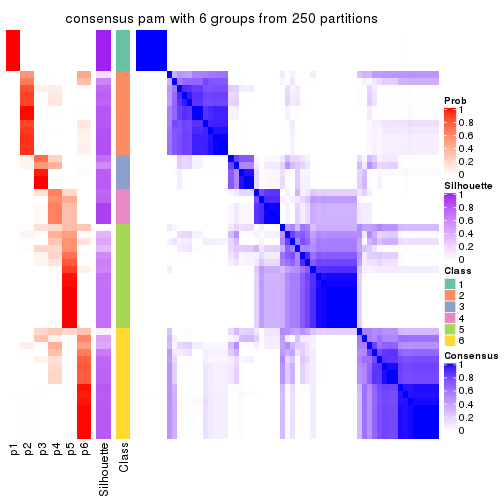 consensus pam with 6 groups from 250 partitions
Prob
1
0.8
0.6
0.4
0.2
0
Silhouette
1
0.8
0.6
0.4
0.2
0
Class
1
2
3
4
5
6
Consensus
1
0.8
0.6
0.4
0.2
0
p1
p2
p3
p4
p5
p6
Silhouette
Class